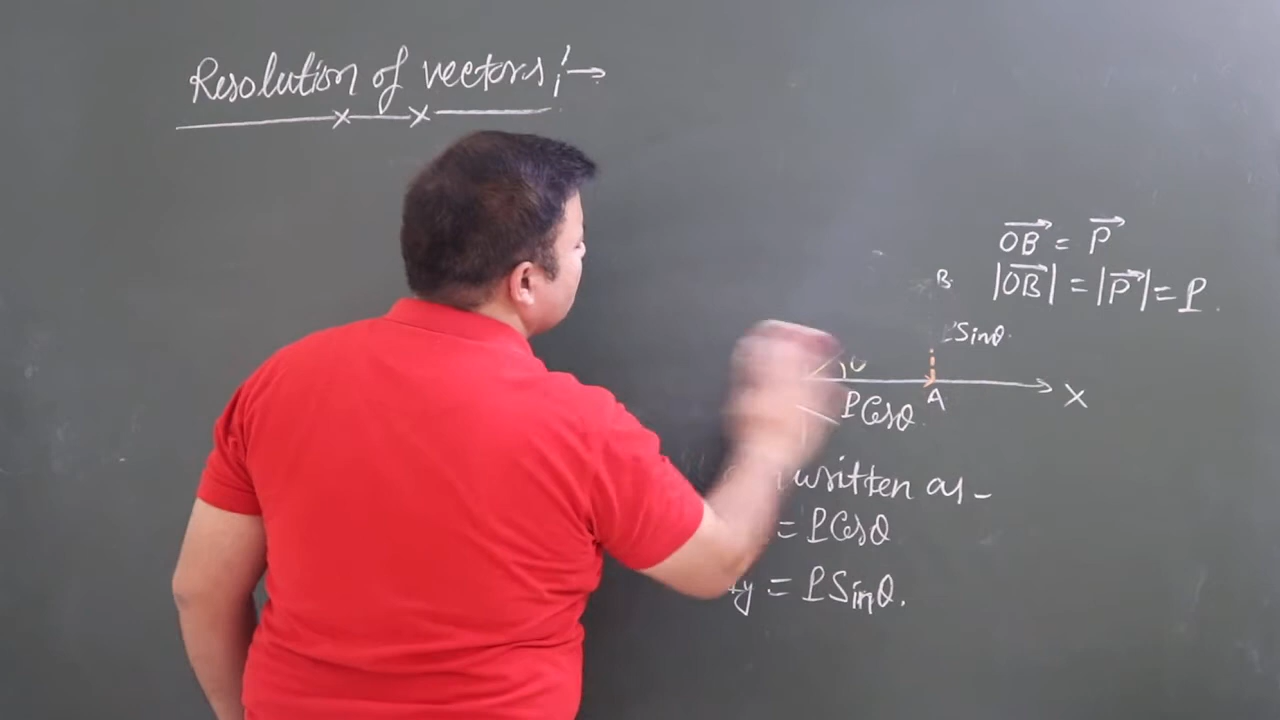 Resolution of vectors :→
OB = P
B. |OB| = |P| = P.
Sinθ.
X
A
PCosθ.
written as -
= PCosθ
y = PSinθ.